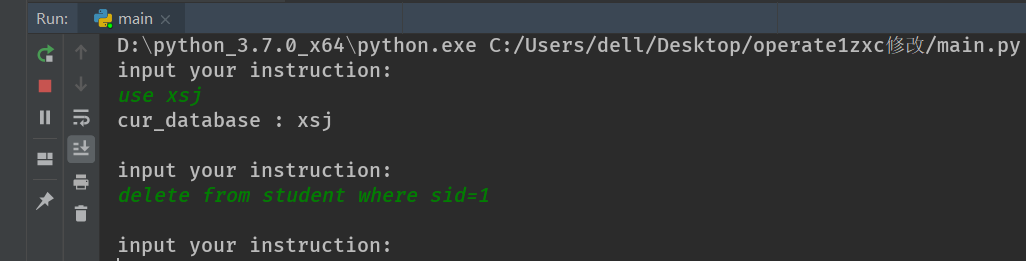 Run: main
D:\python_3.7.0_x64\python.exe C:/Users/dell/Desktop/operate1zxc修改/main.py
input your instruction:
use xsj
cur_database : xsj
input your instruction:
delete from student where sid=1
input your instruction: